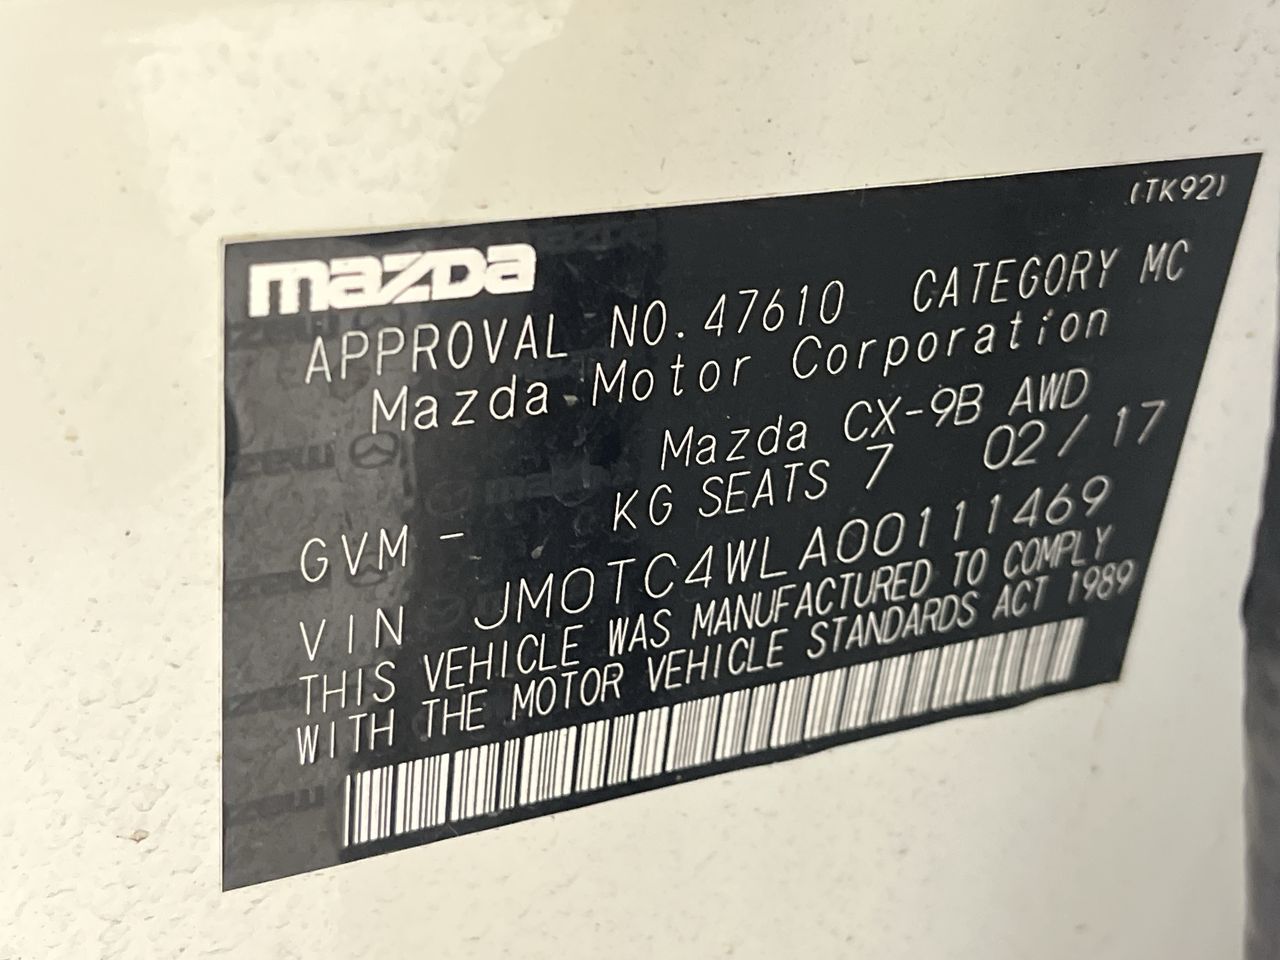 (TK92)
mazda
APPROVAL NO. 47610 CATEGORY MC
Mazda Motor Corporation
Mazda CX-9B AWD
GVM - KG SEATS 7 02/17
VIN JM0TC4WLA00111469
THIS VEHICLE WAS MANUFACTURED TO COMPLY
WITH THE MOTOR VEHICLE STANDARDS ACT 1989